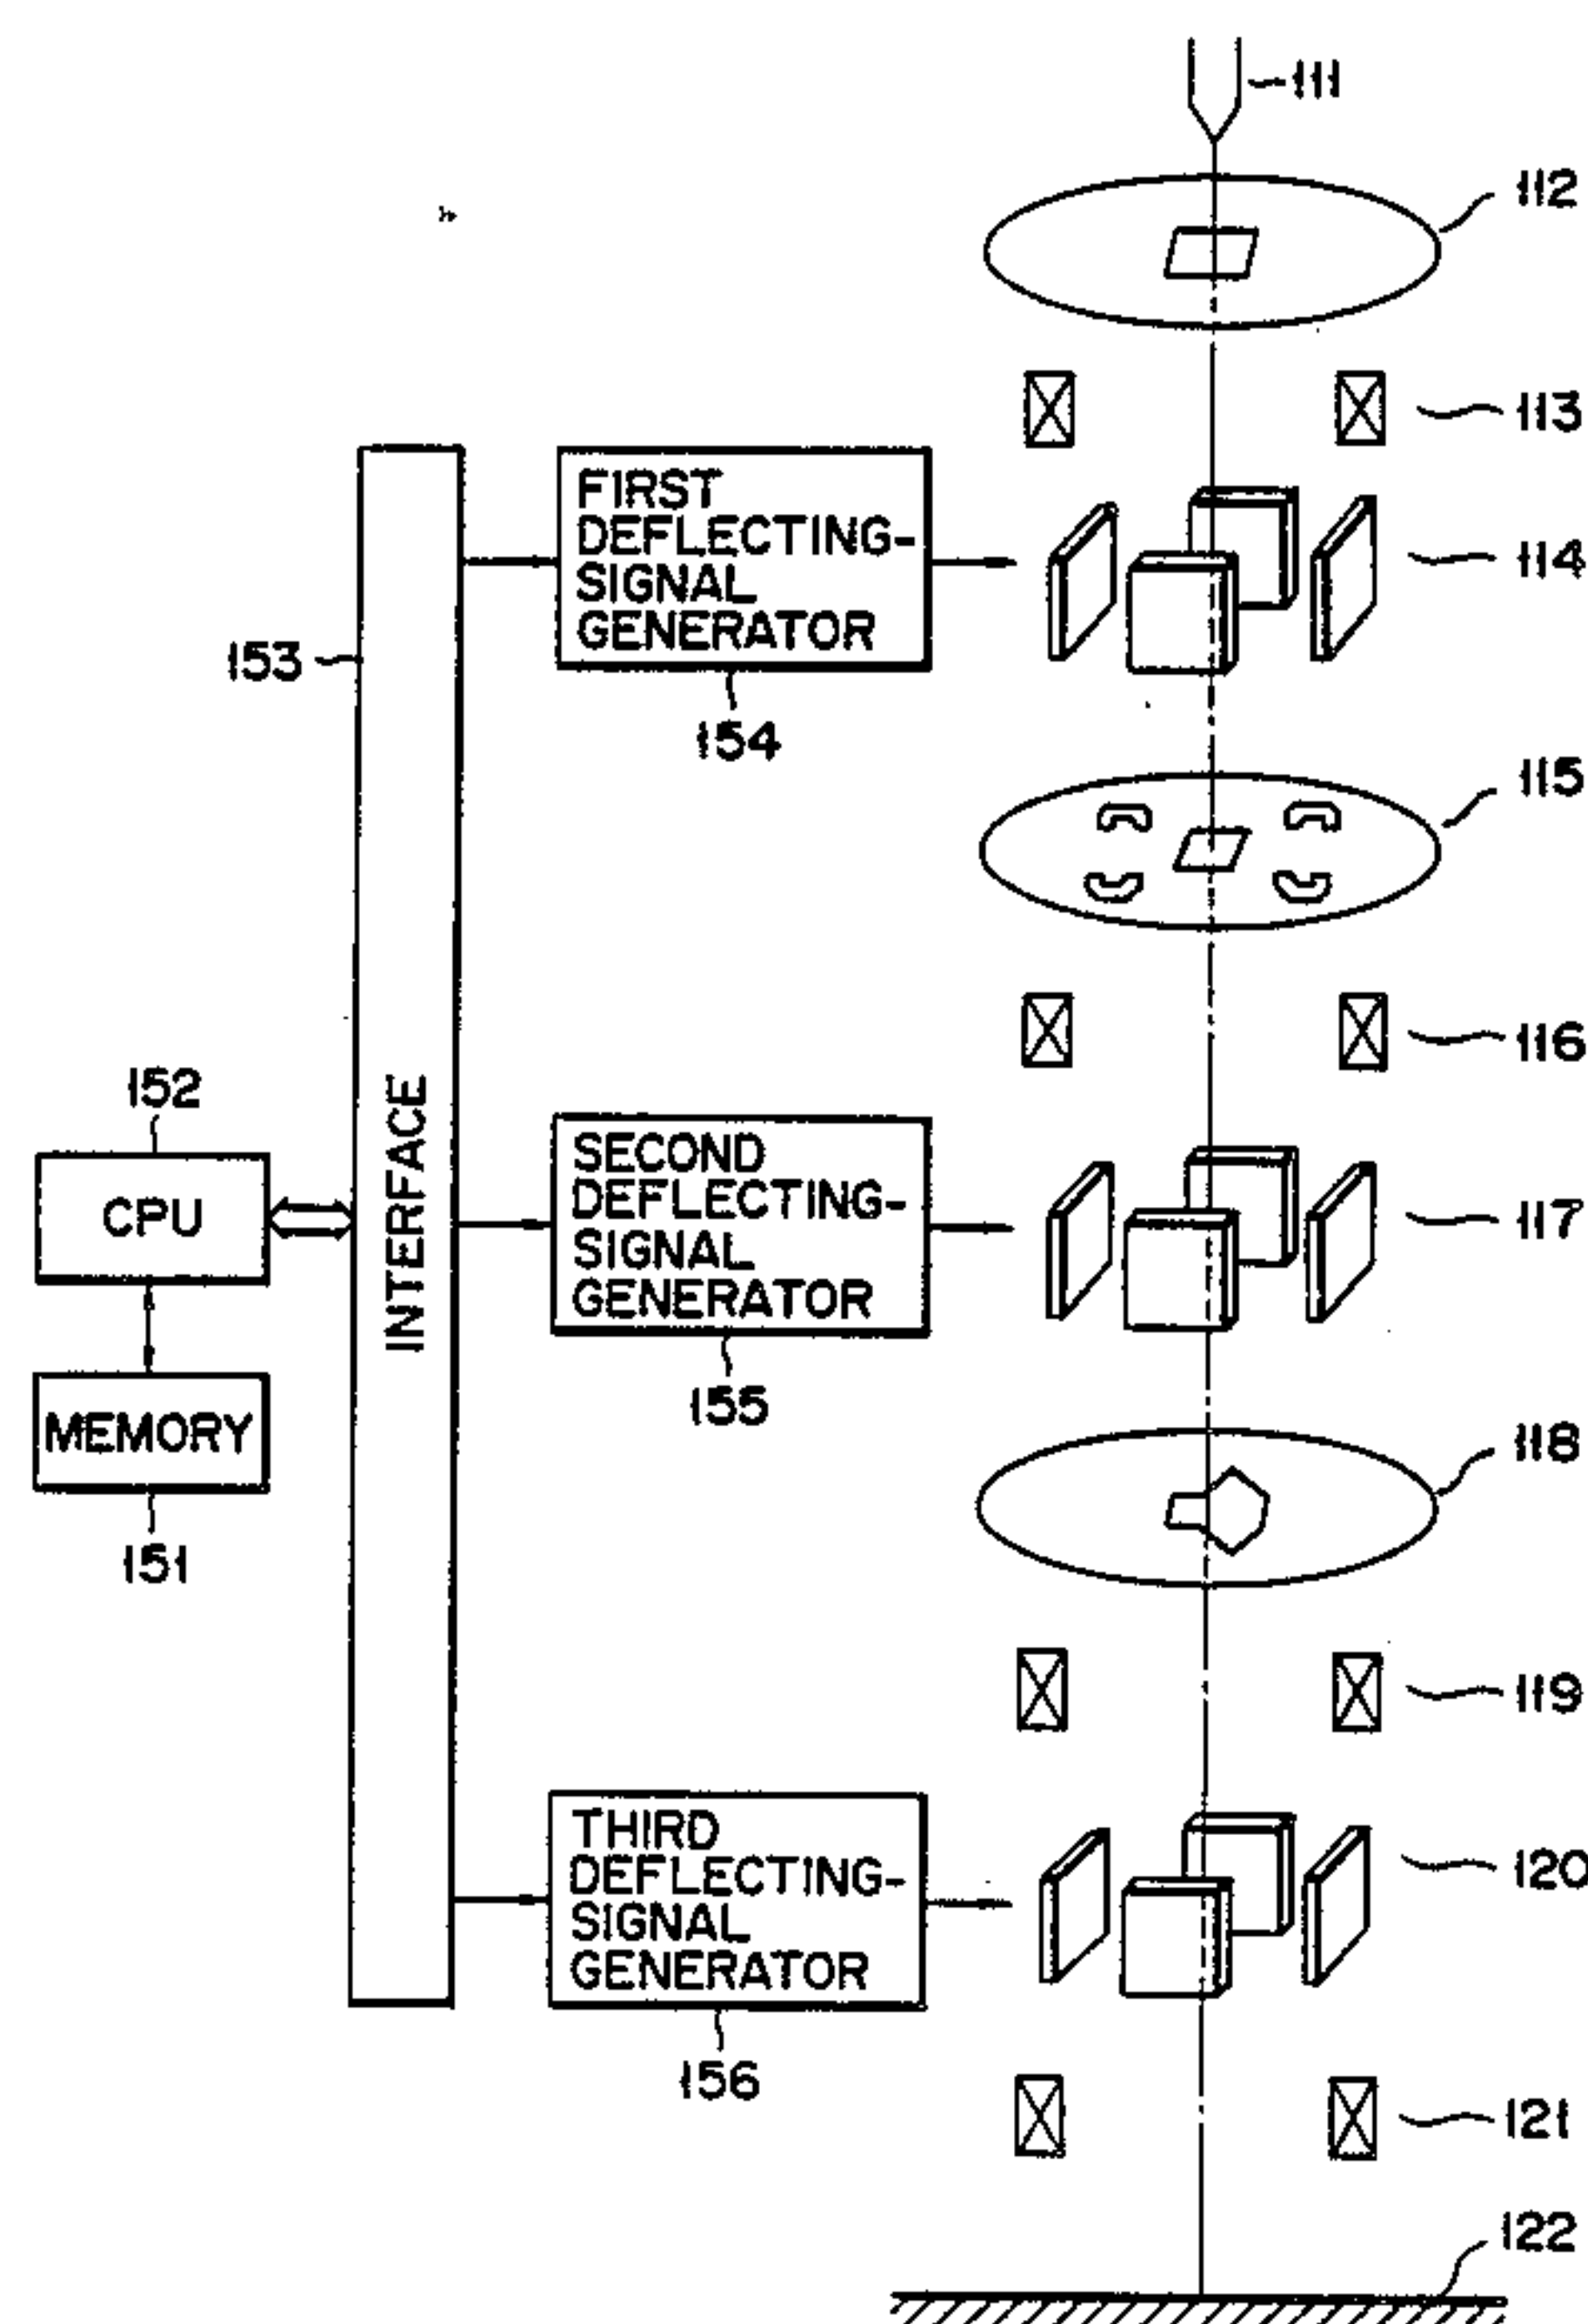 111
112
113
FIRST
DEFLECTING-
SIGNAL
GENERATOR
114
153
154
115
116
152
CPU
INTERFACE
SECOND
DEFLECTING-
SIGNAL
GENERATOR
117
MEMORY
155
118
151
119
THIRD
DEFLECTING-
SIGNAL
GENERATOR
120
156
121
122